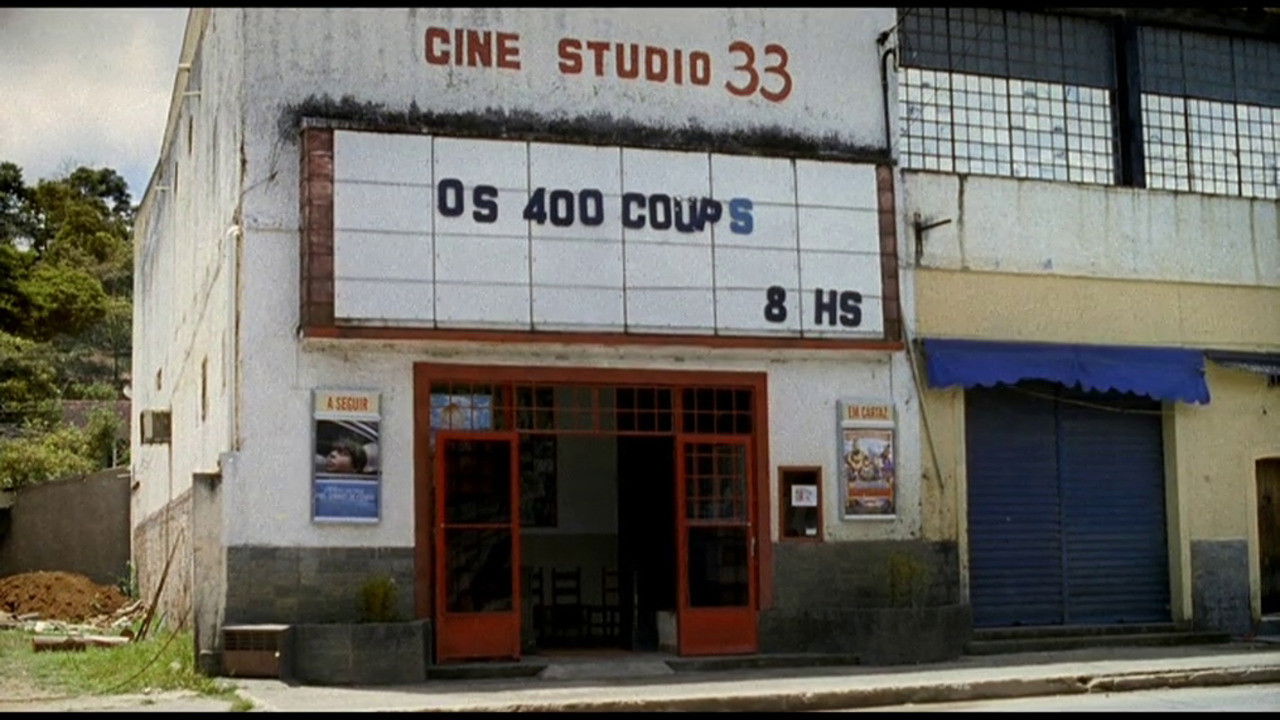 CINE STUDIO 33
OS 400 COUPS
8 HS
A SEGUIR
EM CARTAZ